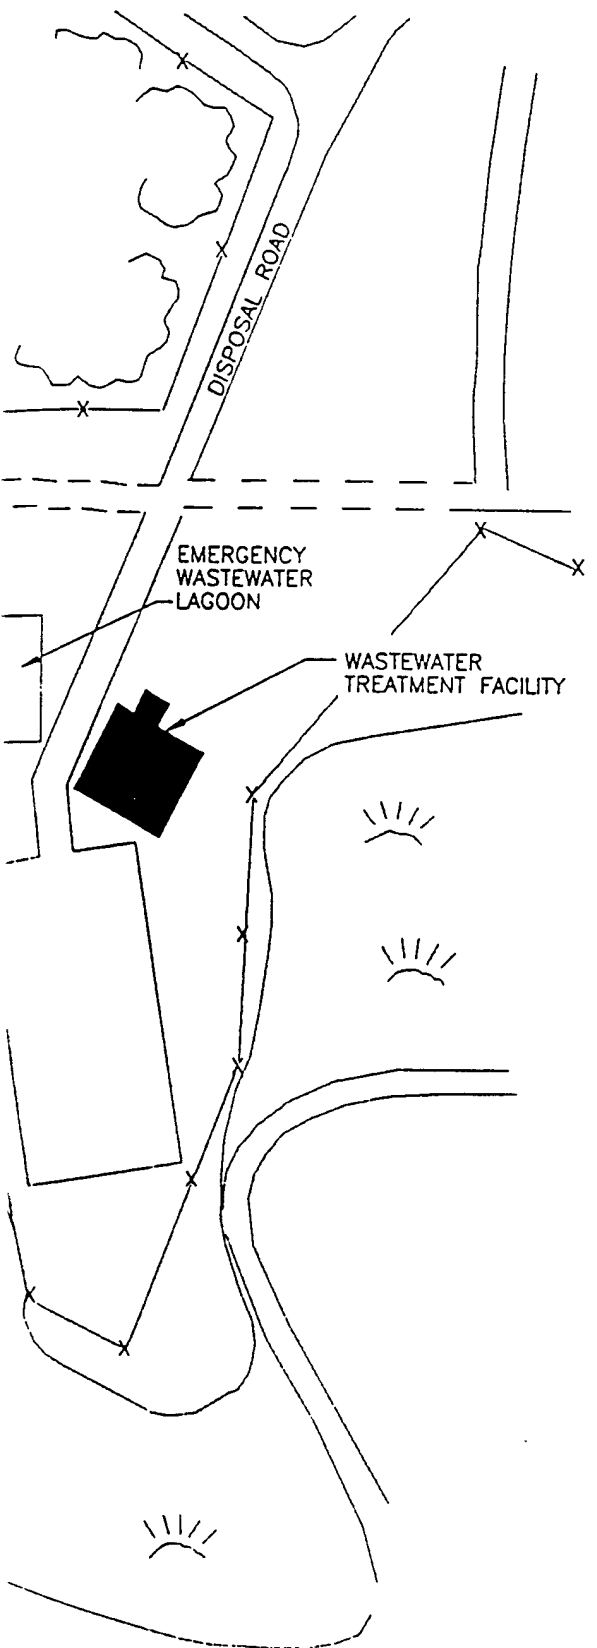 DISPOSAL ROAD
EMERGENCY
WASTEWATER
LAGOON
WASTEWATER
TREATMENT FACILITY